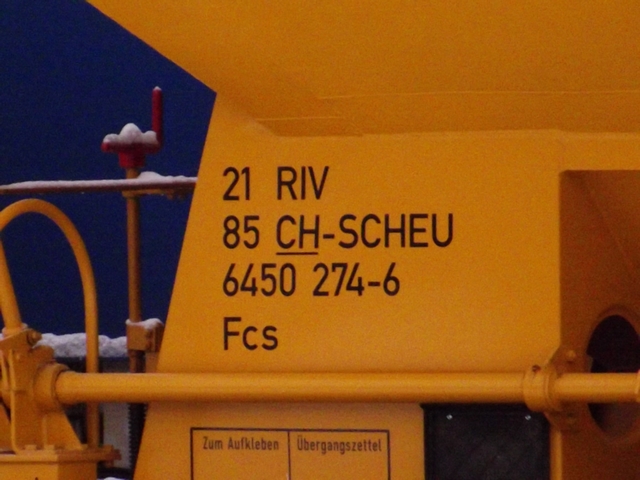 21 RIV
85 CH-SCHEU
6450 274-6
Fcs
Zum Aufkleben Übergangszettel